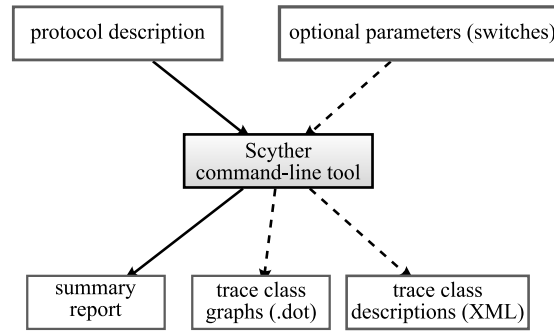 protocol description
optional parameters (switches)
Scyther
command-line tool
summary
report
trace class
graphs (.dot)
trace class
descriptions (XML)